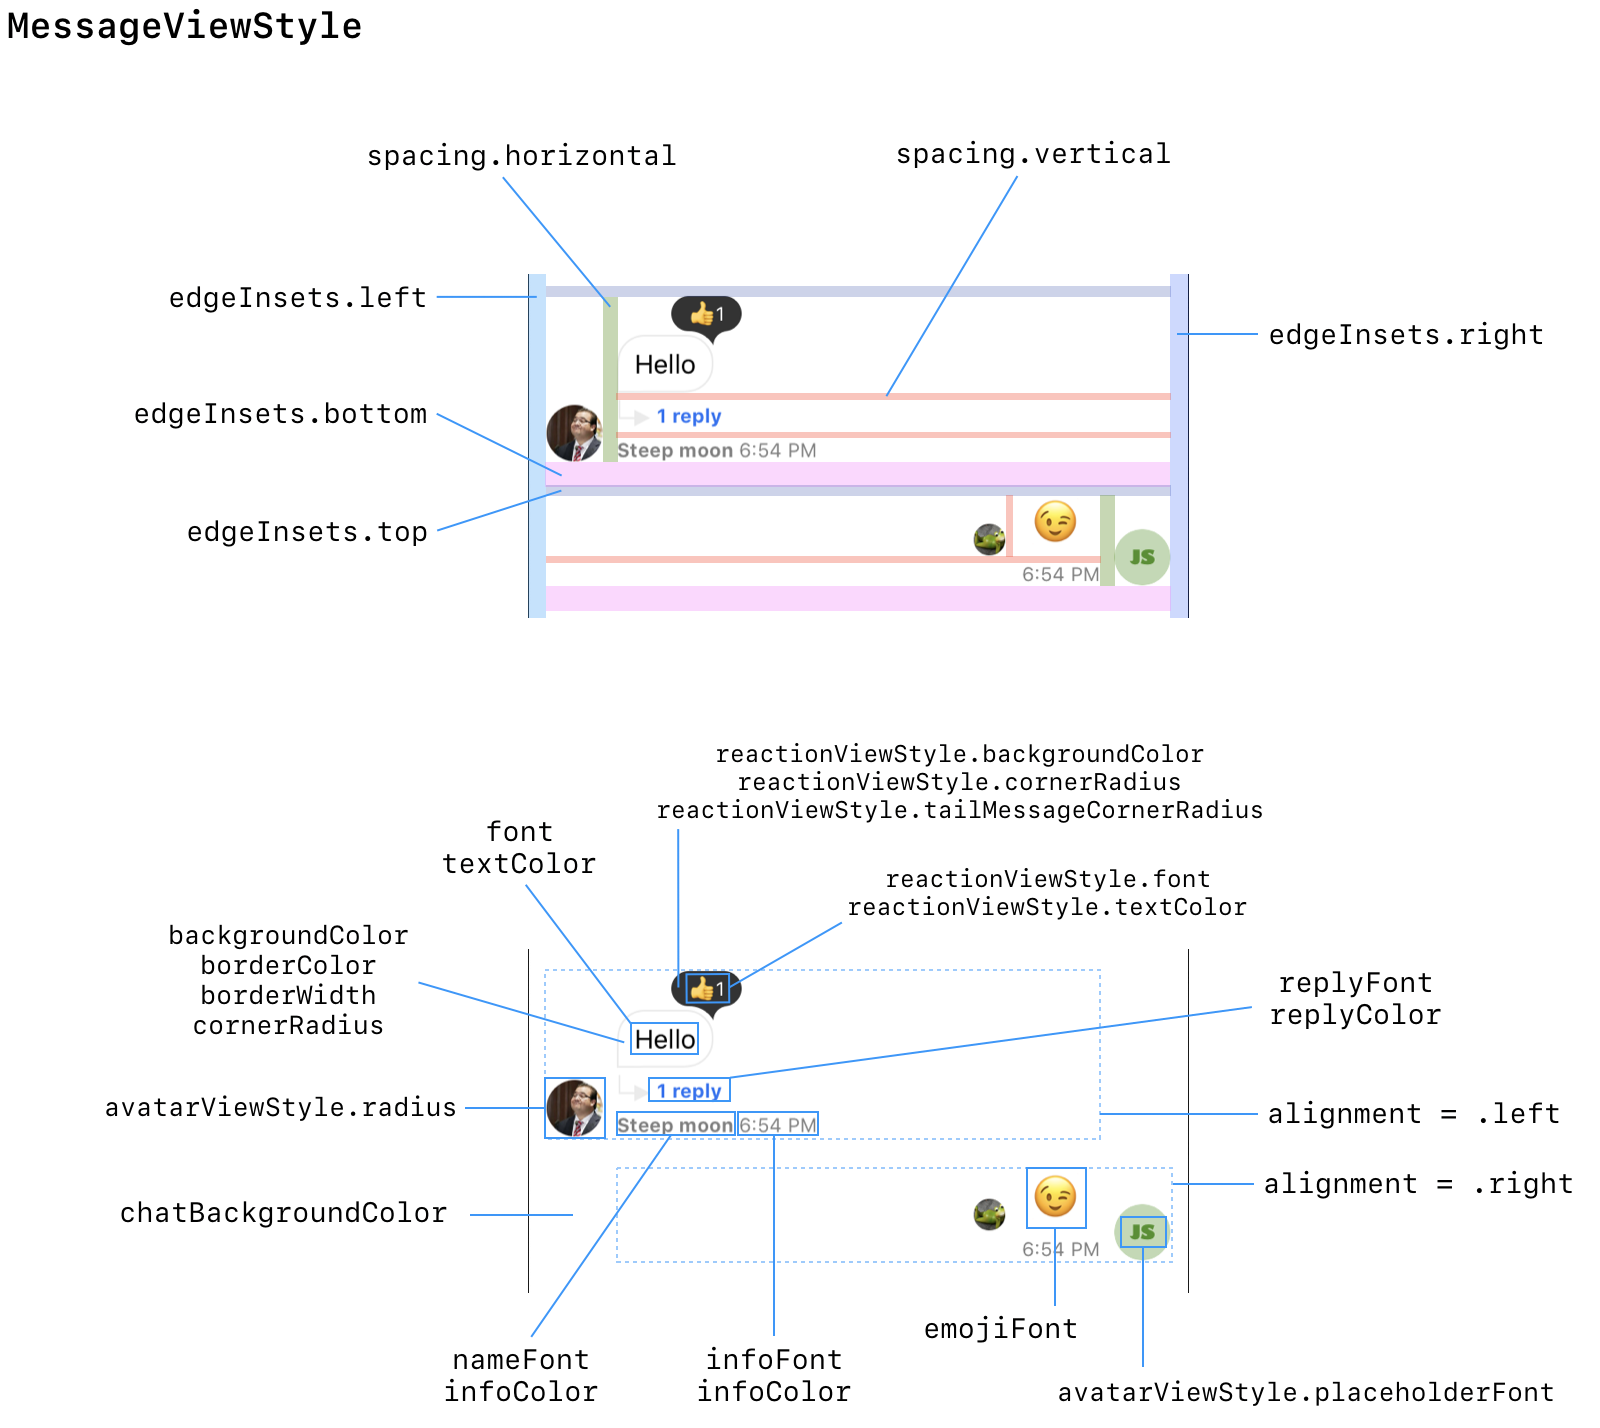 MessageViewStyle
spacing.horizontal
spacing.vertical
edgeInsets.left
👍1
edgeInsets.right
Hello
edgeInsets.bottom
1 reply
Steep moon 6:54 PM
edgeInsets.top
JS
6:54 PM
reactionViewStyle.backgroundColor
reactionViewStyle.cornerRadius
reactionViewStyle.tailMessageCornerRadius
font
textColor
reactionViewStyle.font
reactionViewStyle.textColor
backgroundColor
borderColor
borderWidth
cornerRadius
👍1
replyFont
replyColor
Hello
1 reply
avatarViewStyle.radius
Steep moon 6:54 PM
alignment = .left
alignment = .right
chatBackgroundColor
JS
6:54 PM
emojiFont
nameFont
infoColor
infoFont
infoColor
avatarViewStyle.placeholderFont